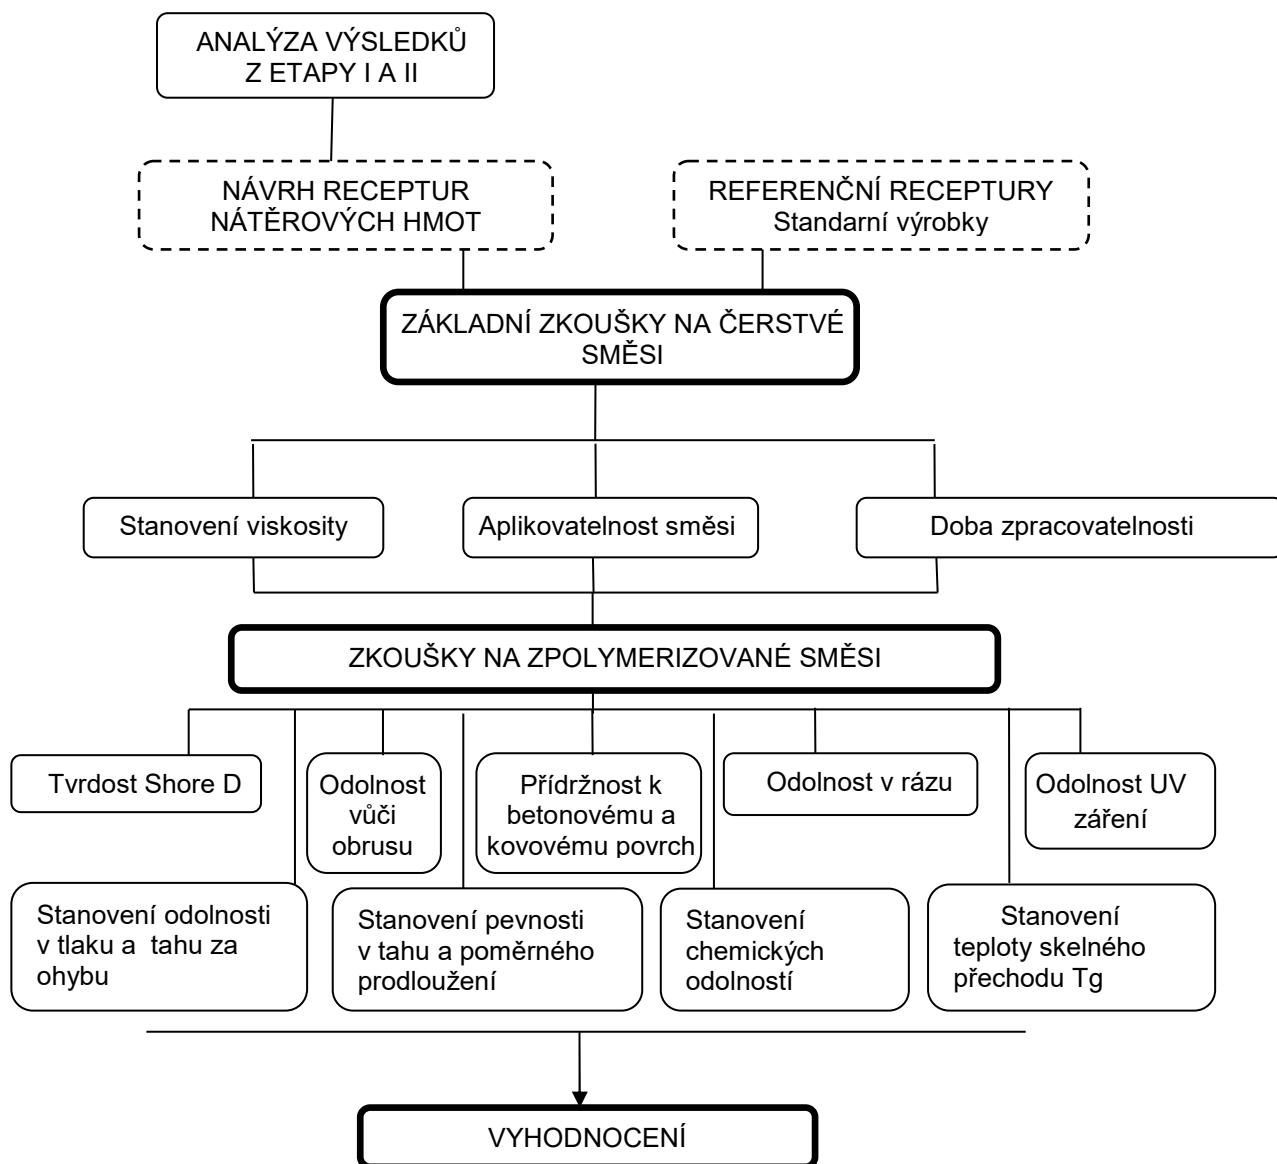 ANALÝZA VÝSLEDKŮ
Z ETAPY I A II
NÁVRH RECEPTUR
NÁTĚROVÝCH HMOT
REFERENČNÍ RECEPTURY
Standarní výrobky
ZÁKLADNÍ ZKOUŠKY NA ČERSTVÉ
SMĚSI
Stanovení viskosity
Aplikovatelnost směsi
Doba zpracovatelnosti
ZKOUŠKY NA ZPOLYMERIZOVANÉ SMĚSI
Tvrdost Shore D
Odolnost
vůči
obrusu
Přídržnost k
betonovému a
kovovému povrch
Odolnost v rázu
Odolnost UV
záření
Stanovení odolnosti
v tlaku a tahu za
ohybu
Stanovení pevnosti
v tahu a poměrného
prodloužení
Stanovení
chemických
odolností
Stanovení
teploty skelného
přechodu Tg
VYHODNOCENÍ